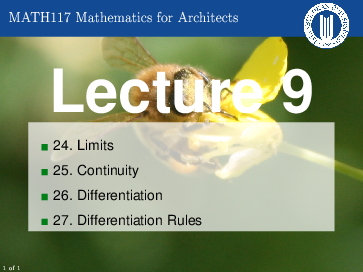 MATH117 Mathematics for Architects
Lecture 9
24. Limits
25. Continuity
26. Differentiation
27. Differentiation Rules
1 of 1